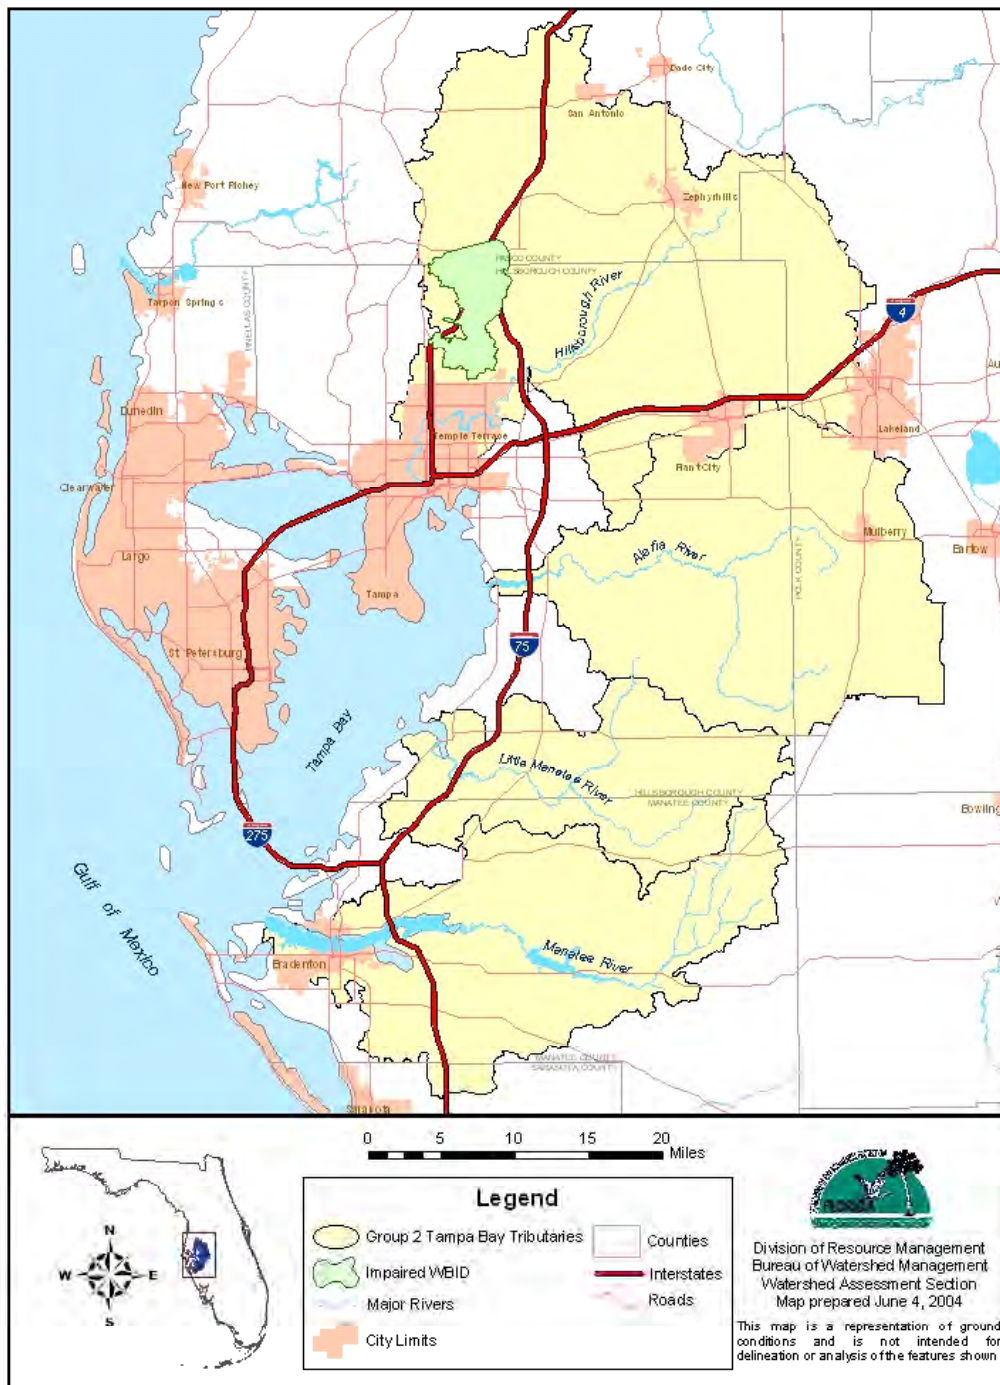 Dade City
San Antonio
New Port Richey
Zephyrhills
PASCO COUNTY
HILLSBOROUGH COUNTY
Hillsborough River
Tarpon Springs
PINELLAS COUNTY
4
Dunedin
Temple Terrace
Lakeland
Plant City
Clearwater
Mulberry
Bartow
Largo
Alafia River
POLK COUNTY
Tampa
75
St Petersburg
Tampa Bay
Little Manatee River
HILLSBOROUGH COUNTY
MANATEE COUNTY
Bowling
275
Gulf of Mexico
Manatee River
Bradenton
MANATEE COUNTY
SARASOTA COUNTY
Sarasota
0 5 10 15 20
Miles
N
W E
S
Legend
Group 2 Tampa Bay Tributaries
Impaired WBID
Major Rivers
City Limits
Counties
Interstates
Roads
FLORIDA
Division of Resource Management
Bureau of Watershed Management
Watershed Assessment Section
Map prepared June 4, 2004
This map is a representation of ground
conditions and is not intended for
delineation or analysis of the features shown